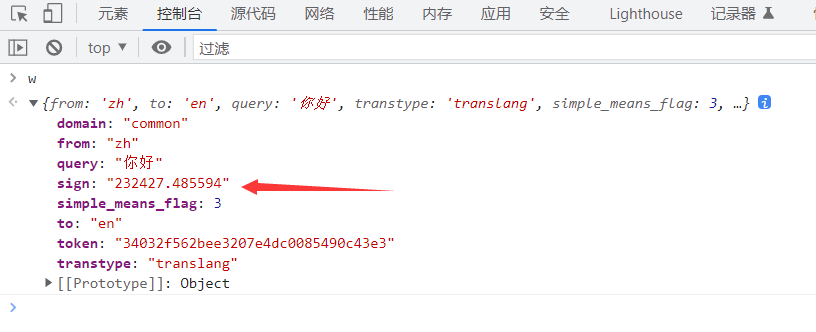 元素 控制台 源代码 网络 性能 内存 应用 安全 Lighthouse 记录器
top 过滤
w
{from: 'zh', to: 'en', query: '你好', transtype: 'translang', simple_means_flag: 3, …}
domain: "common"
from: "zh"
query: "你好"
sign: "232427.485594"
simple_means_flag: 3
to: "en"
token: "34032f562bee3207e4dc0085490c43e3"
transtype: "translang"
[[Prototype]]: Object